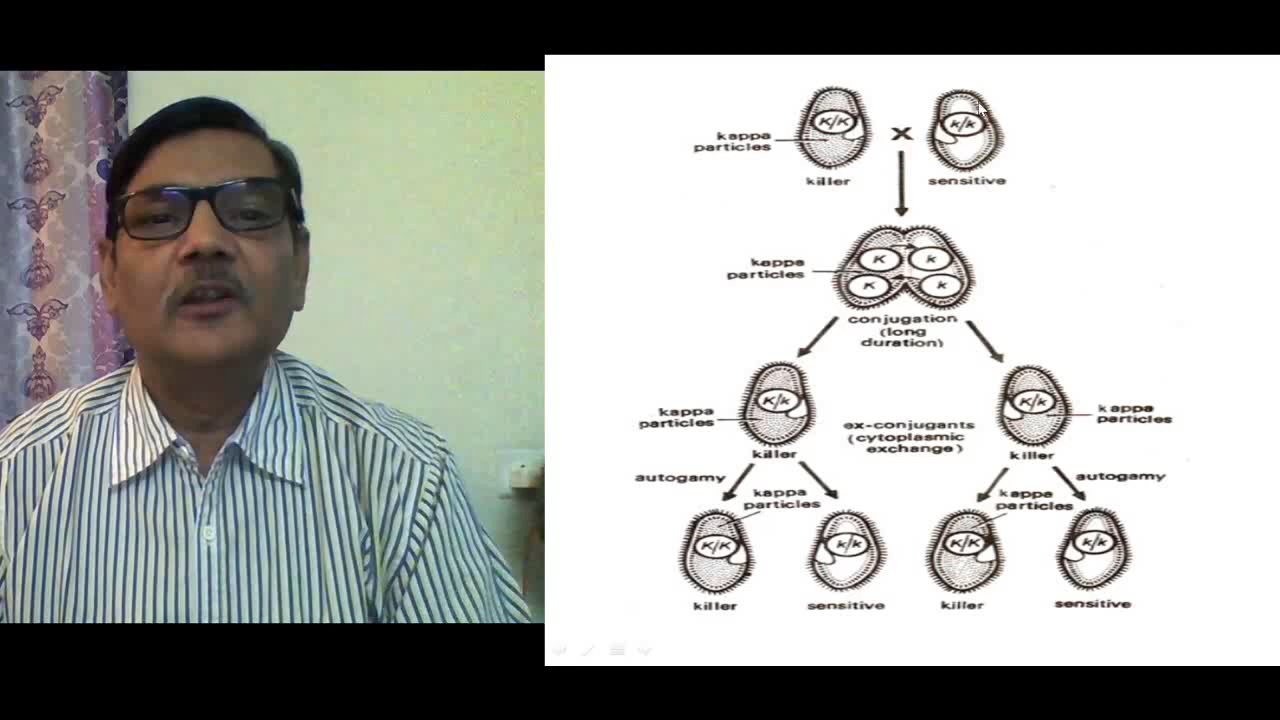 K/K
k/k
kappa
particles
x
killer
sensitive
K
k
kappa
particles
K
k
conjugation
(long
duration)
K/k
K/k
kappa
particles
ex-conjugants
(cytoplasmic
exchange)
kappa
particles
killer
killer
autogamy
autogamy
kappa
particles
kappa
particles
K/K
k/k
K/K
k/k
killer
sensitive
killer
sensitive